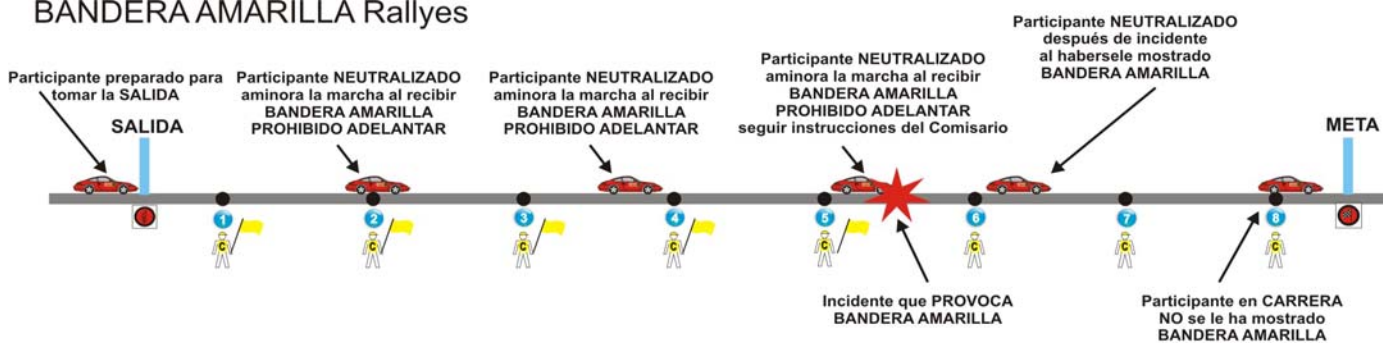 BANDERA AMARILLA Rallyes
Participante preparado para
tomar la SALIDA
SALIDA
Participante NEUTRALIZADO
aminora la marcha al recibir
BANDERA AMARILLA
PROHIBIDO ADELANTAR
Participante NEUTRALIZADO
aminora la marcha al recibir
BANDERA AMARILLA
PROHIBIDO ADELANTAR
Participante NEUTRALIZADO
aminora la marcha al recibir
BANDERA AMARILLA
PROHIBIDO ADELANTAR
seguir instrucciones del Comisario
Participante NEUTRALIZADO
después de incidente
al habersele mostrado
BANDERA AMARILLA
META
1
2
3
4
5
6
7
8
C
C
C
C
C
C
C
C
Incidente que PROVOCA
BANDERA AMARILLA
Participante en CARRERA
NO se le ha mostrado
BANDERA AMARILLA